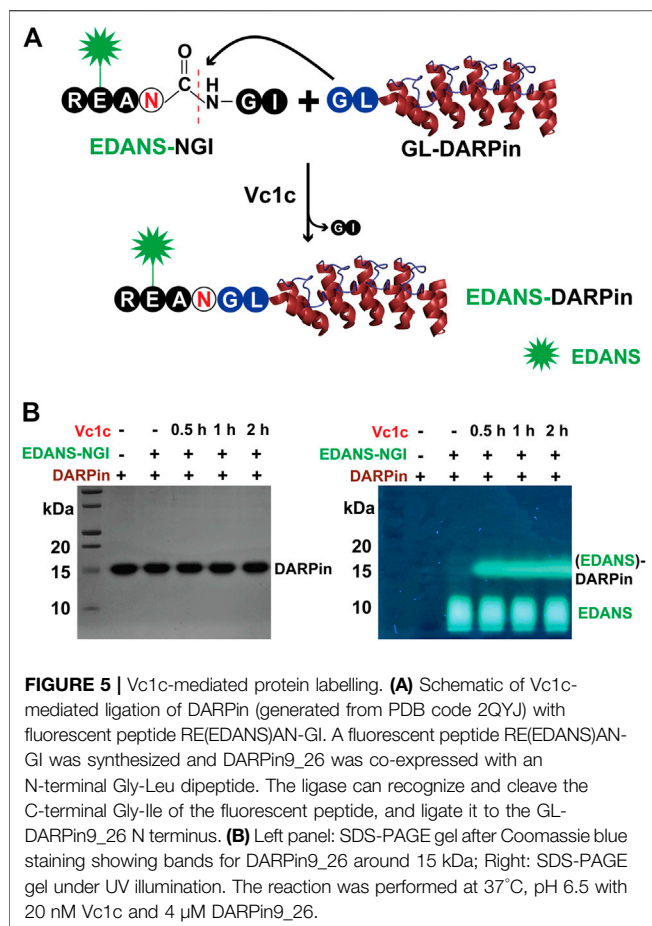 A
O
R E A N C H N G I + G L
EDANS-NGI
GL-DARPin
Vc1c
G I
R E A N G L
EDANS-DARPin
EDANS
B
Vc1c - - 0.5 h 1 h 2 h
EDANS-NGI - + + + +
DARPin + + + + +
kDa
20
15
10
DARPin
- - 0.5 h 1 h 2 h
- + + + +
+ + + + +
kDa
20
15
10
(EDANS)-
DARPin
EDANS
FIGURE 5 | Vc1c-mediated protein labelling. (A) Schematic of Vc1c-
mediated ligation of DARPin (generated from PDB code 2QYJ) with
fluorescent peptide RE(EDANS)AN-GI. A fluorescent peptide RE(EDANS)AN-
GI was synthesized and DARPin9_26 was co-expressed with an
N-terminal Gly-Leu dipeptide. The ligase can recognize and cleave the
C-terminal Gly-Ile of the fluorescent peptide, and ligate it to the GL-
DARPin9_26 N terminus. (B) Left panel: SDS-PAGE gel after Coomassie blue
staining showing bands for DARPin9_26 around 15 kDa; Right: SDS-PAGE
gel under UV illumination. The reaction was performed at 37°C, pH 6.5 with
20 nM Vc1c and 4 μM DARPin9_26.